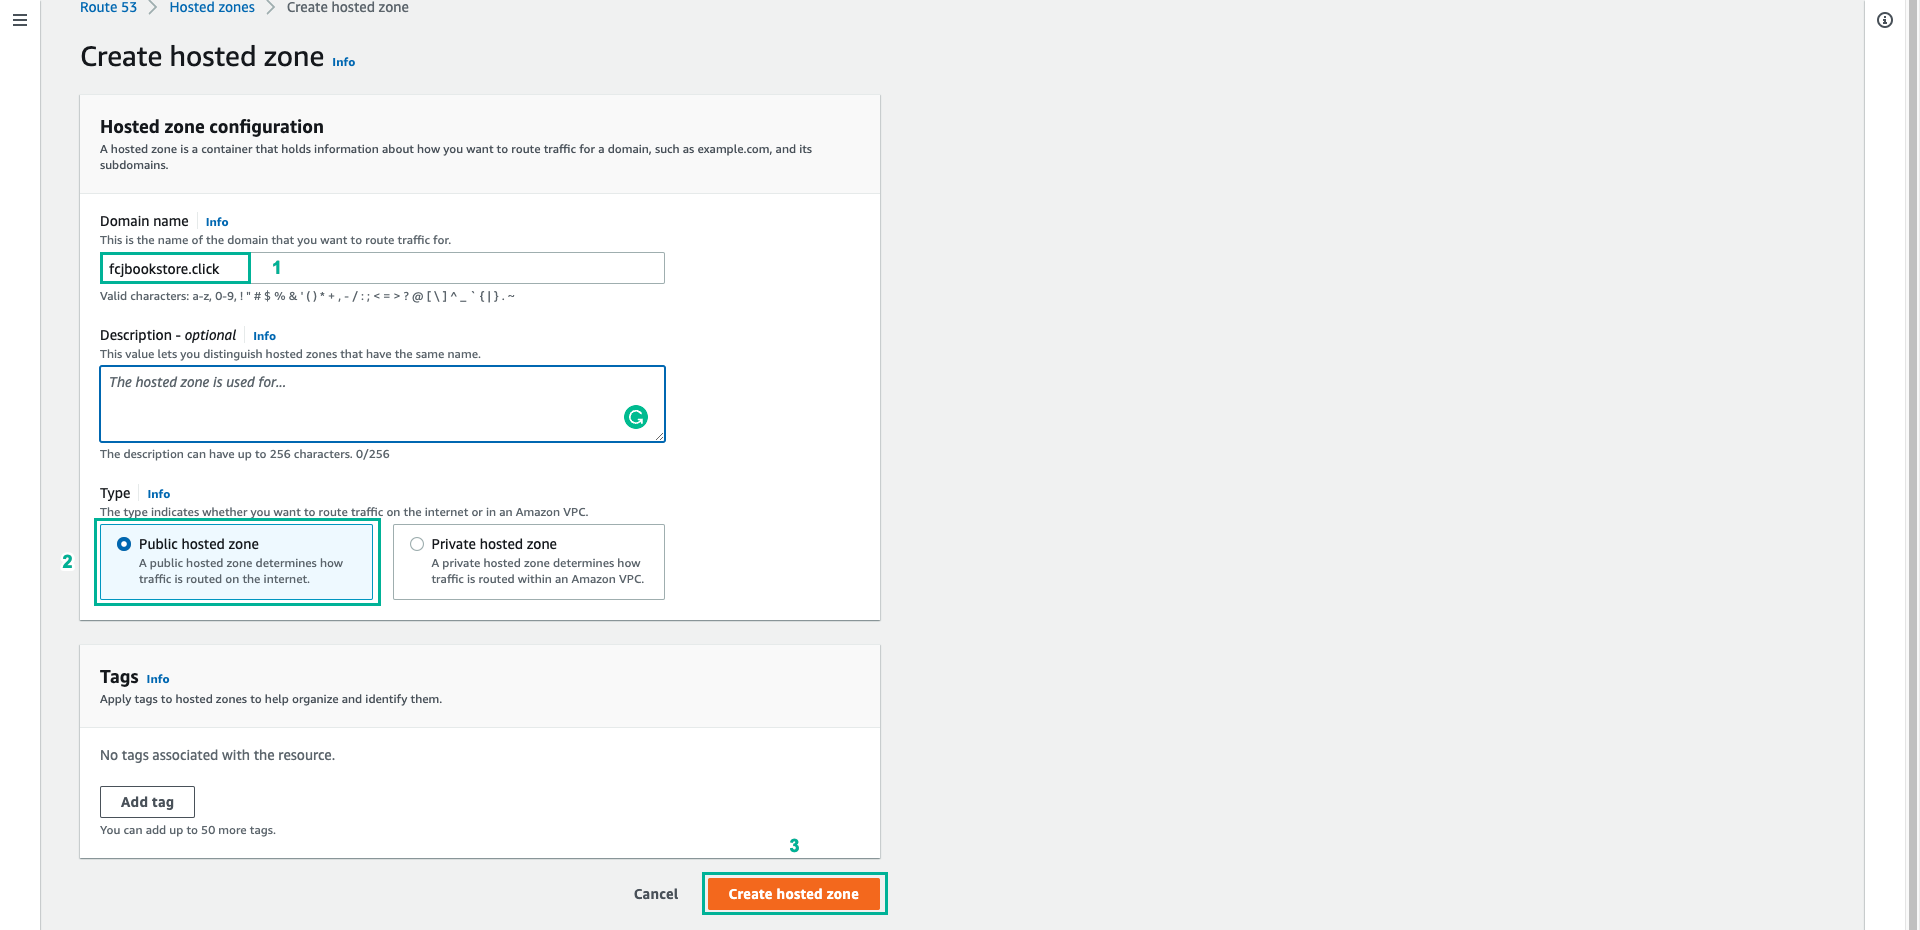 Route 53 > Hosted zones > Create hosted zone
Create hosted zone Info
Hosted zone configuration
A hosted zone is a container that holds information about how you want to route traffic for a domain, such as example.com, and its
subdomains.
Domain name Info
This is the name of the domain that you want to route traffic for.
fcjbookstore.click 1
Valid characters: a-z, 0-9, ! " # $ % & ' ( ) * + , - / : ; < = > ? @ [ \ ] ^ _ ` { | } . ~
Description - optional Info
This value lets you distinguish hosted zones that have the same name.
The hosted zone is used for...
The description can have up to 256 characters. 0/256
Type Info
The type indicates whether you want to route traffic on the internet or in an Amazon VPC.
2
Public hosted zone
A public hosted zone determines how
traffic is routed on the internet.
Private hosted zone
A private hosted zone determines how
traffic is routed within an Amazon VPC.
Tags Info
Apply tags to hosted zones to help organize and identify them.
No tags associated with the resource.
Add tag
You can add up to 50 more tags.
3
Cancel Create hosted zone